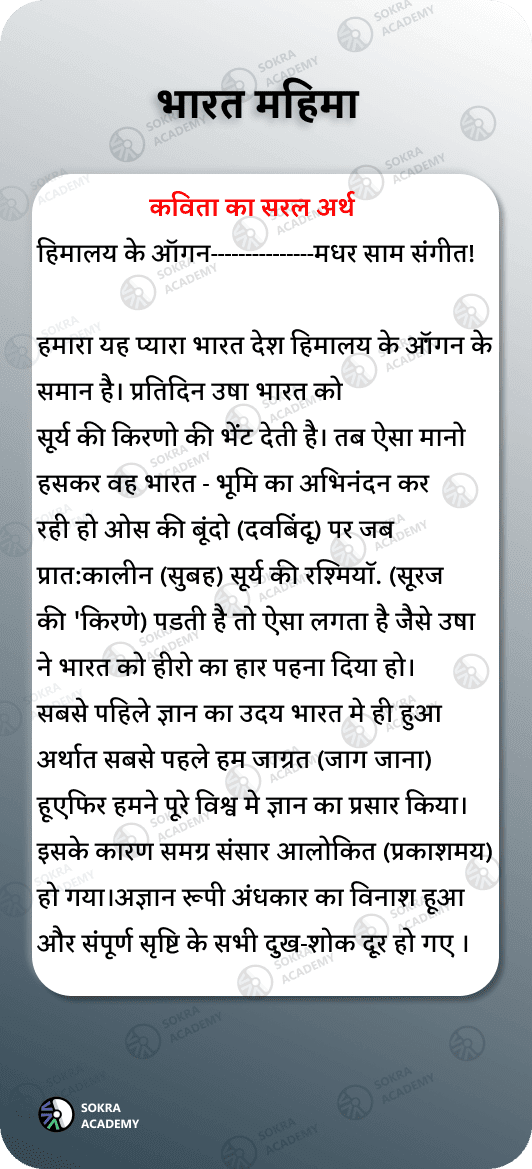 भारत महिमा
कविता का सरल अर्थ
हिमालय के ऑगन---------------मधर साम संगीत!
हमारा यह प्यारा भारत देश हिमालय के ऑगन के
समान है। प्रतिदिन उषा भारत को
सूर्य की किरणो की भेंट देती है। तब ऐसा मानो
हसकर वह भारत - भूमि का अभिनंदन कर
रही हो ओस की बूंदो (दवबिंदू) पर जब
प्रात:कालीन (सुबह) सूर्य की रश्मियॉ. (सूरज
की 'किरणे) पडती है तो ऐसा लगता है जैसे उषा
ने भारत को हीरो का हार पहना दिया हो।
सबसे पहिले ज्ञान का उदय भारत मे ही हुआ
अर्थात सबसे पहले हम जाग्रत (जाग जाना)
हूएफिर हमने पूरे विश्व मे ज्ञान का प्रसार किया।
इसके कारण समग्र संसार आलोकित (प्रकाशमय)
हो गया।अज्ञान रूपी अंधकार का विनाश हूआ
और संपूर्ण सृष्टि के सभी दुख-शोक दूर हो गए ।
SOKRA
ACADEMY